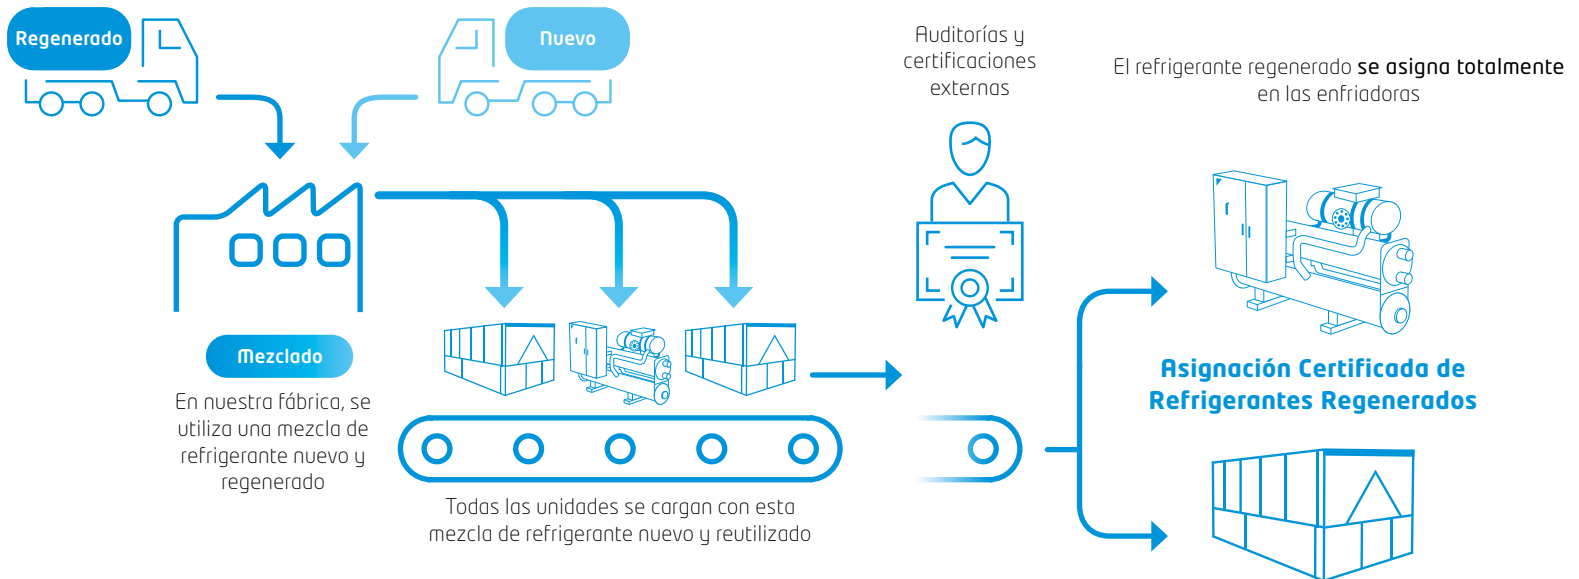 Regenerado
Nuevo
Auditorías y
certificaciones
externas
El refrigerante regenerado se asigna totalmente
en las enfriadoras
Mezclado
En nuestra fábrica, se
utiliza una mezcla de
refrigerante nuevo y
regenerado
Todas las unidades se cargan con esta
mezcla de refrigerante nuevo y reutilizado
Asignación Certificada de
Refrigerantes Regenerados